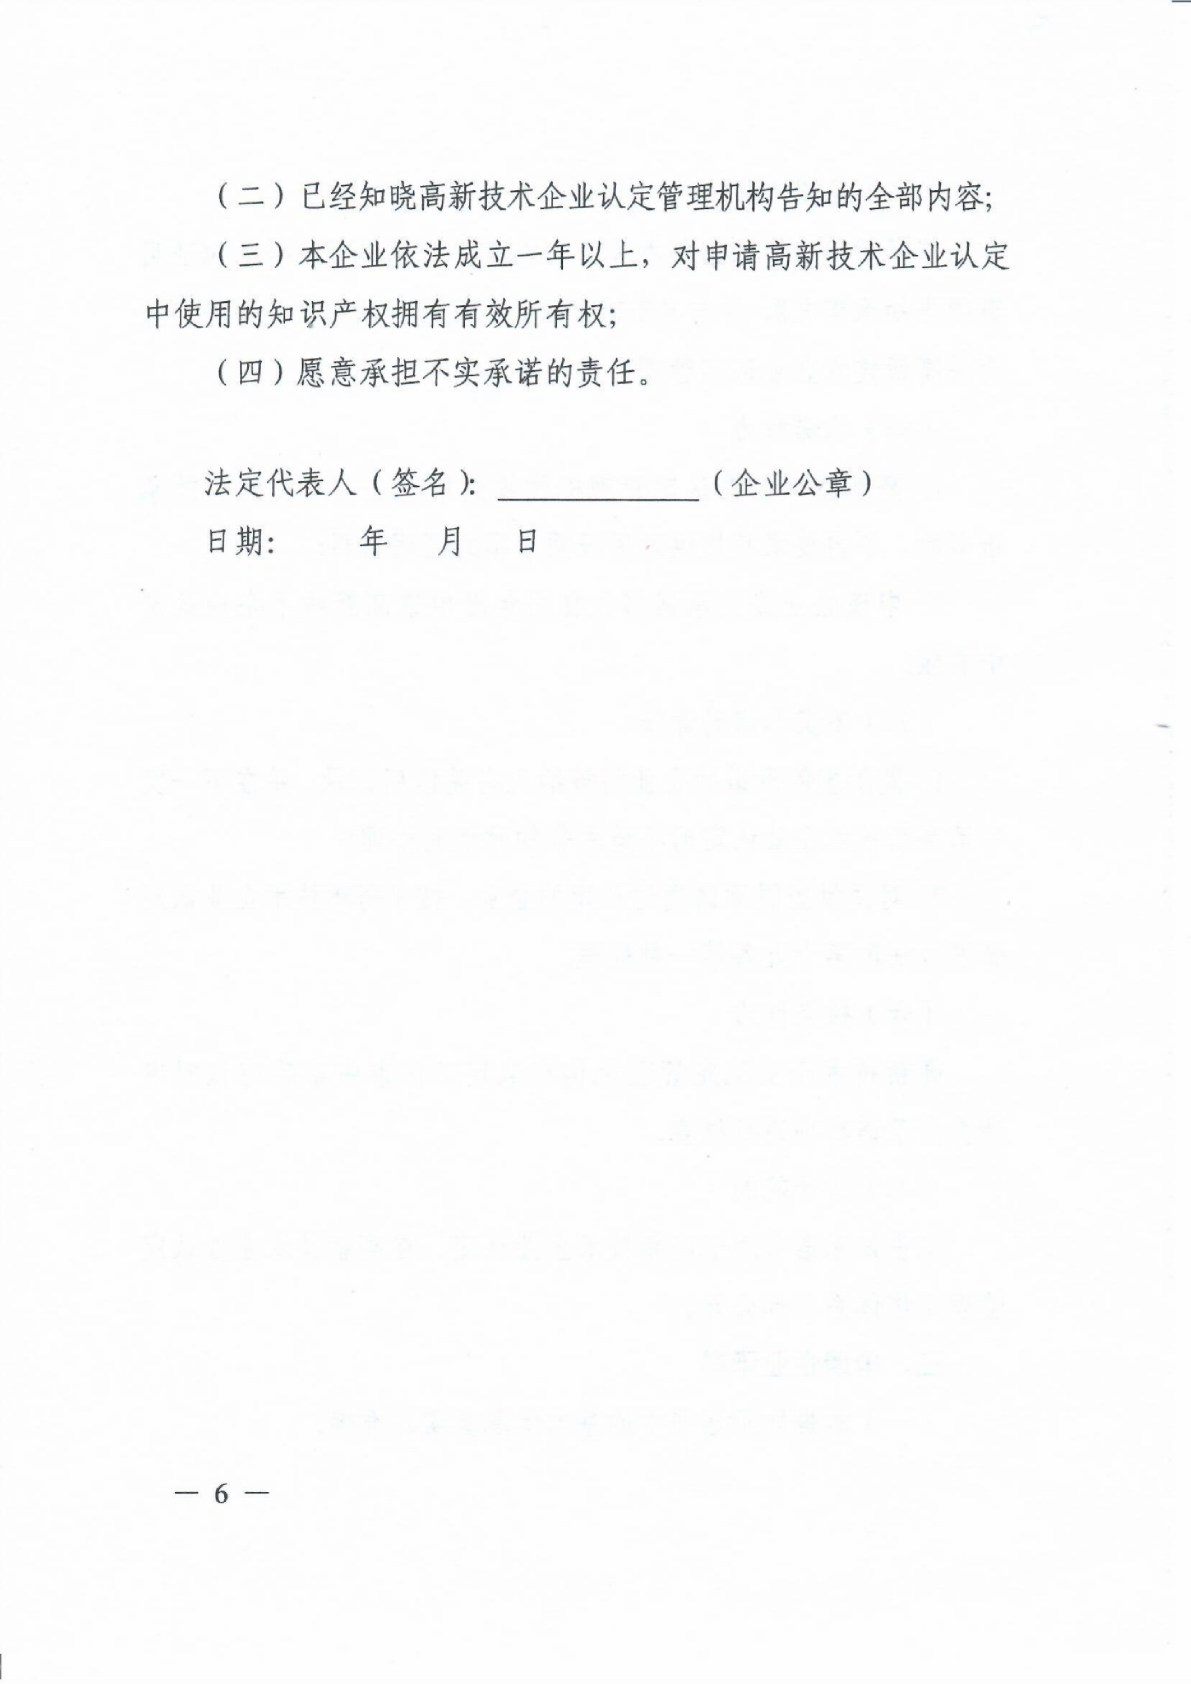 （二）已经知晓高新技术企业认定管理机构告知的全部内容；
（三）本企业依法成立一年以上，对申请高新技术企业认定
中使用的知识产权拥有有效所有权；
（四）愿意承担不实承诺的责任。
法定代表人（签名）：____________（企业公章）
日期： 年 月 日
— 6 —